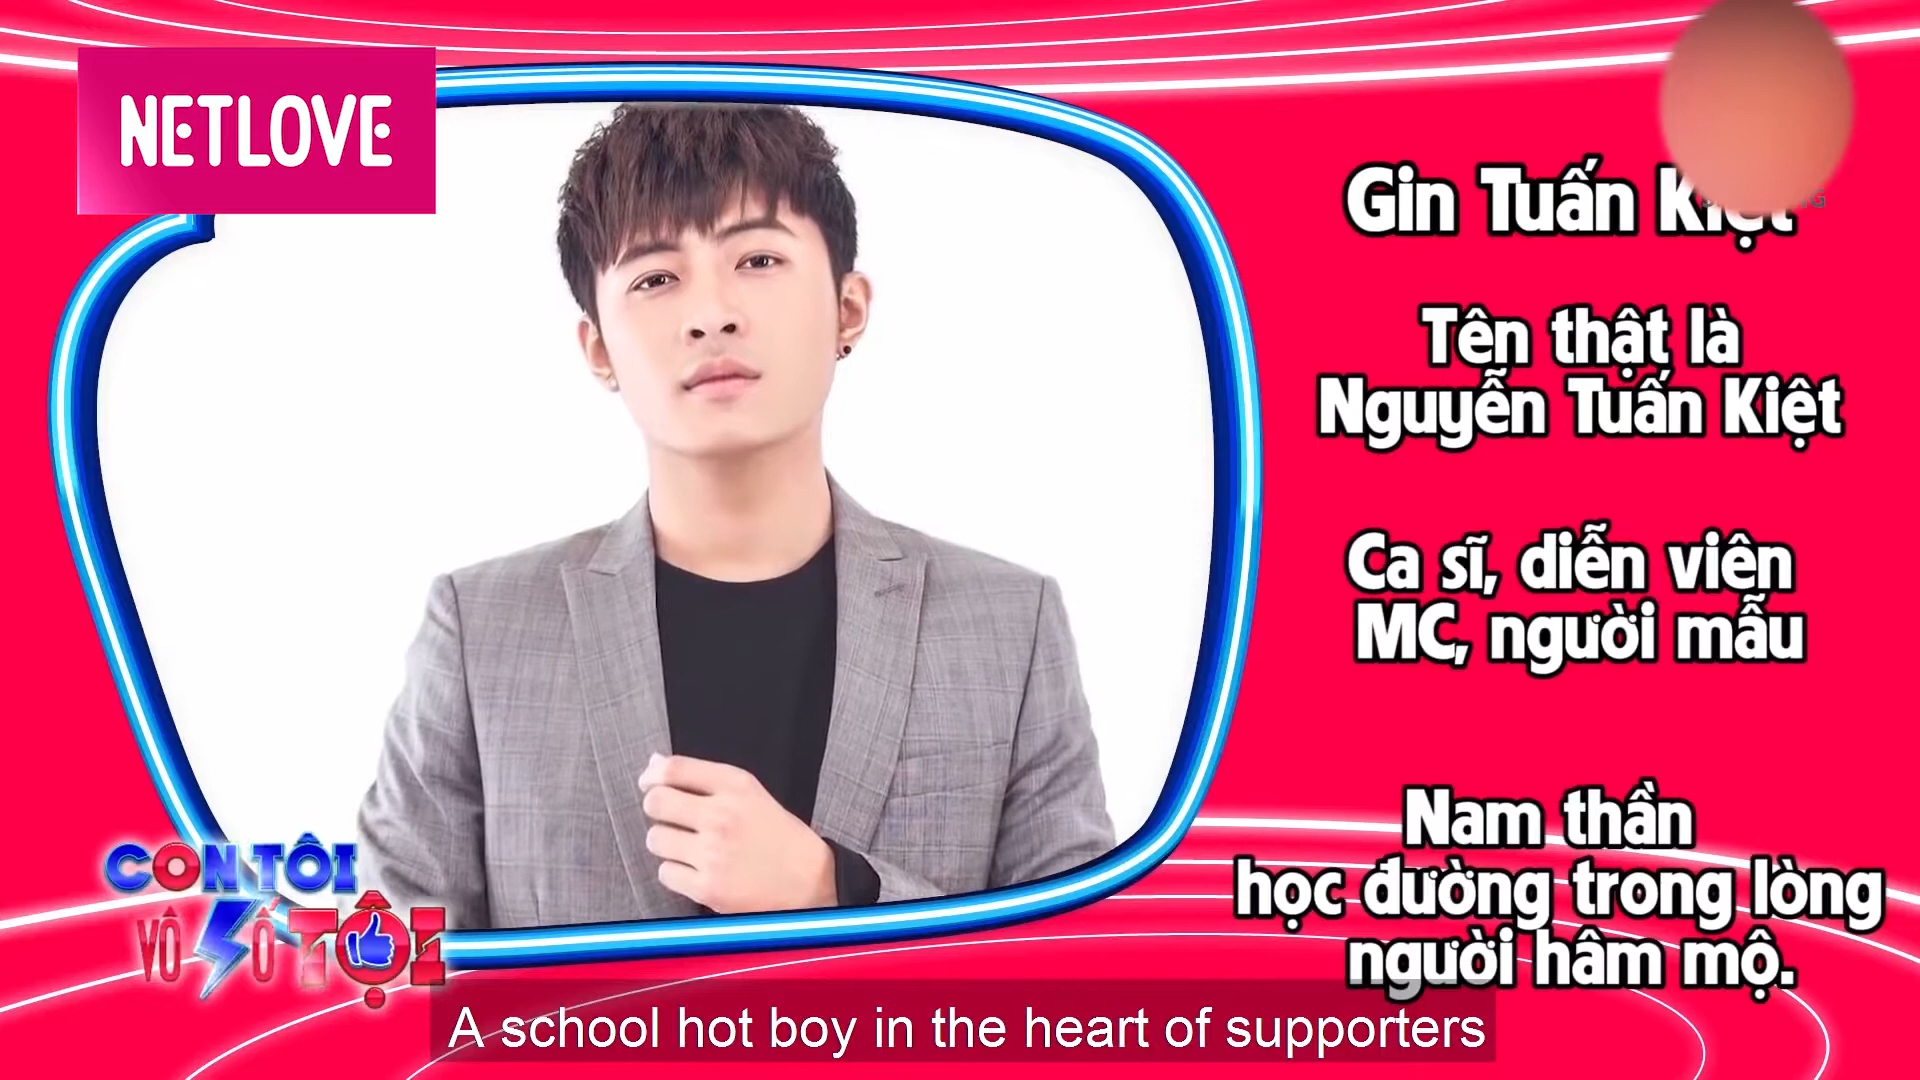 NETLOVE
Gin Tuấn Kiệt
Tên thật là
Nguyễn Tuấn Kiệt
Ca sĩ, diễn viên
MC, người mẫu
Nam thần
học đường trong lòng
người hâm mộ.
CON TÔI
VÔ SỐ TỘI
A school hot boy in the heart of supporters